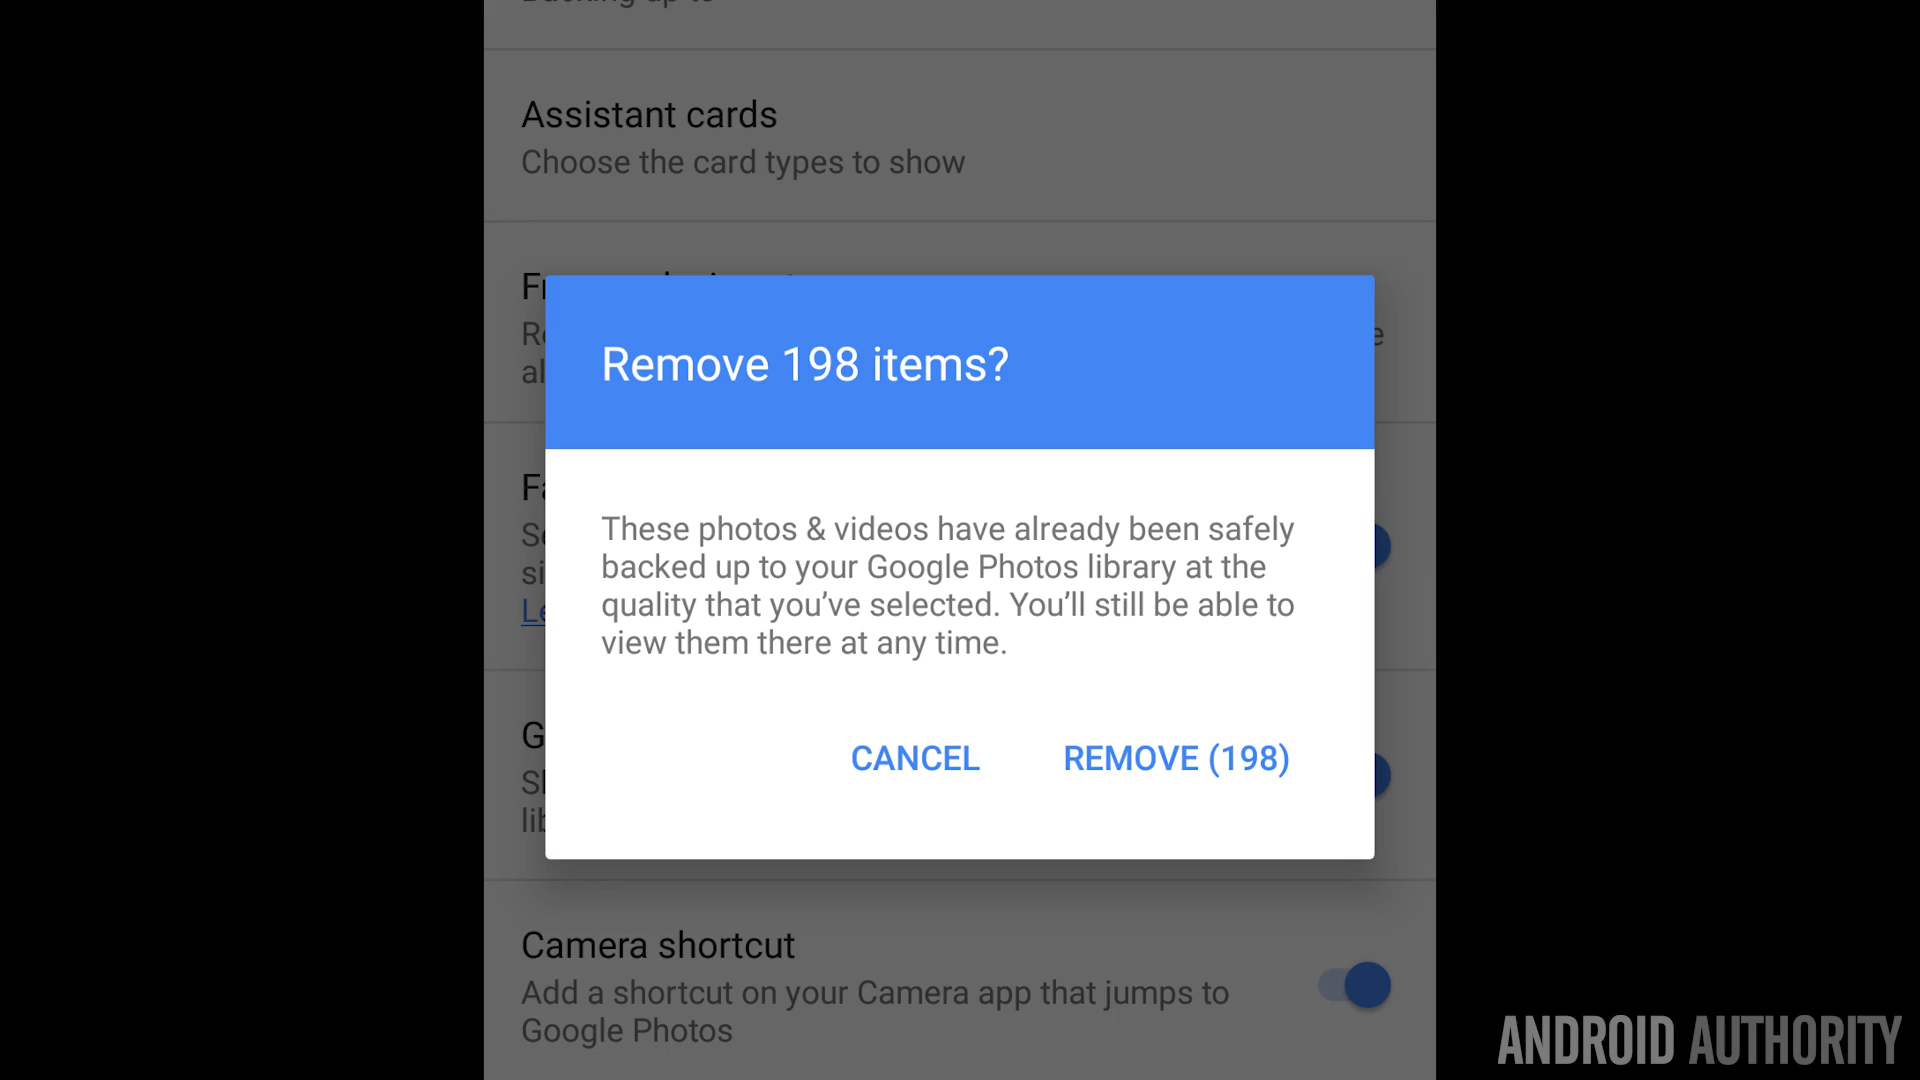 Assistant cards
Choose the card types to show
Remove 198 items?
These photos & videos have already been safely
backed up to your Google Photos library at the
quality that you’ve selected. You’ll still be able to
view them there at any time.
CANCEL REMOVE (198)
Camera shortcut
Add a shortcut on your Camera app that jumps to
Google Photos
ANDROID AUTHORITY